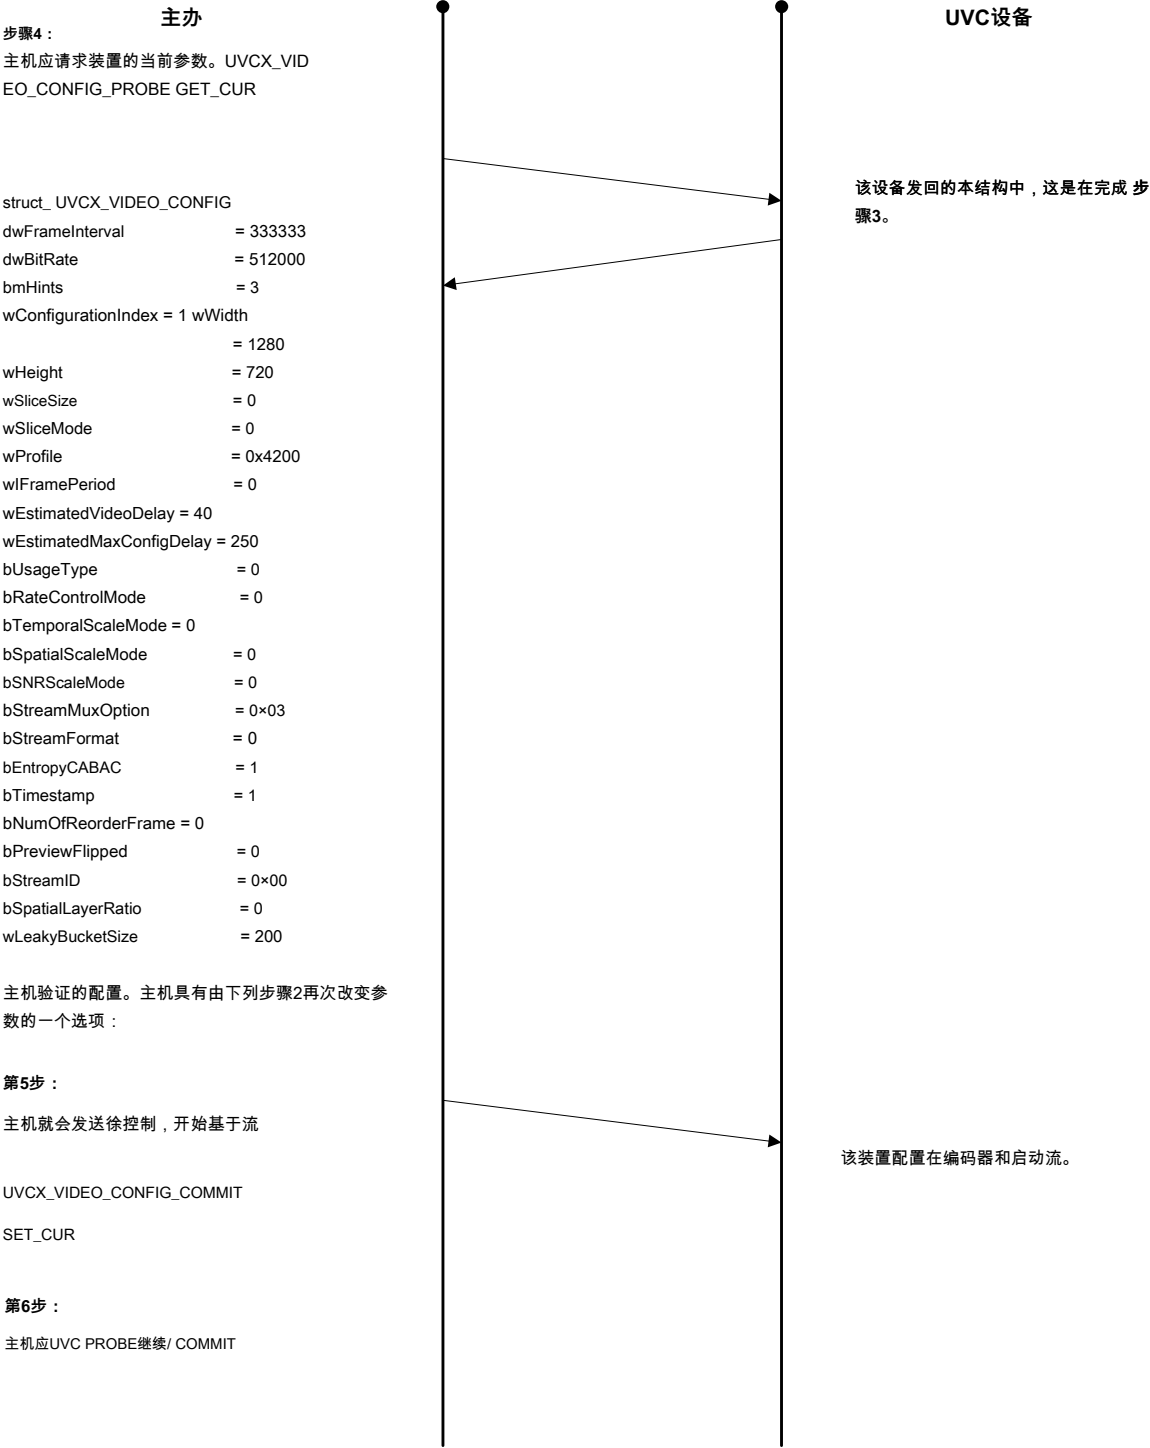 主办
UVC设备
步骤4：
主机应请求装置的当前参数。UVCX_VID
EO_CONFIG_PROBE GET_CUR
该设备发回的本结构中，这是在完成 步
骤3。
struct_ UVCX_VIDEO_CONFIG
dwFrameInterval = 333333
dwBitRate = 512000
bmHints = 3
wConfigurationIndex = 1 wWidth
= 1280
wHeight = 720
wSliceSize = 0
wSliceMode = 0
wProfile = 0x4200
wIFramePeriod = 0
wEstimatedVideoDelay = 40
wEstimatedMaxConfigDelay = 250
bUsageType = 0
bRateControlMode = 0
bTemporalScaleMode = 0
bSpatialScaleMode = 0
bSNRScaleMode = 0
bStreamMuxOption = 0×03
bStreamFormat = 0
bEntropyCABAC = 1
bTimestamp = 1
bNumOfReorderFrame = 0
bPreviewFlipped = 0
bStreamID = 0×00
bSpatialLayerRatio = 0
wLeakyBucketSize = 200
主机验证的配置。主机具有由下列步骤2再次改变参
数的一个选项：
第5步：
主机就会发送徐控制，开始基于流
该装置配置在编码器和启动流。
UVCX_VIDEO_CONFIG_COMMIT
SET_CUR
第6步：
主机应UVC PROBE继续/ COMMIT